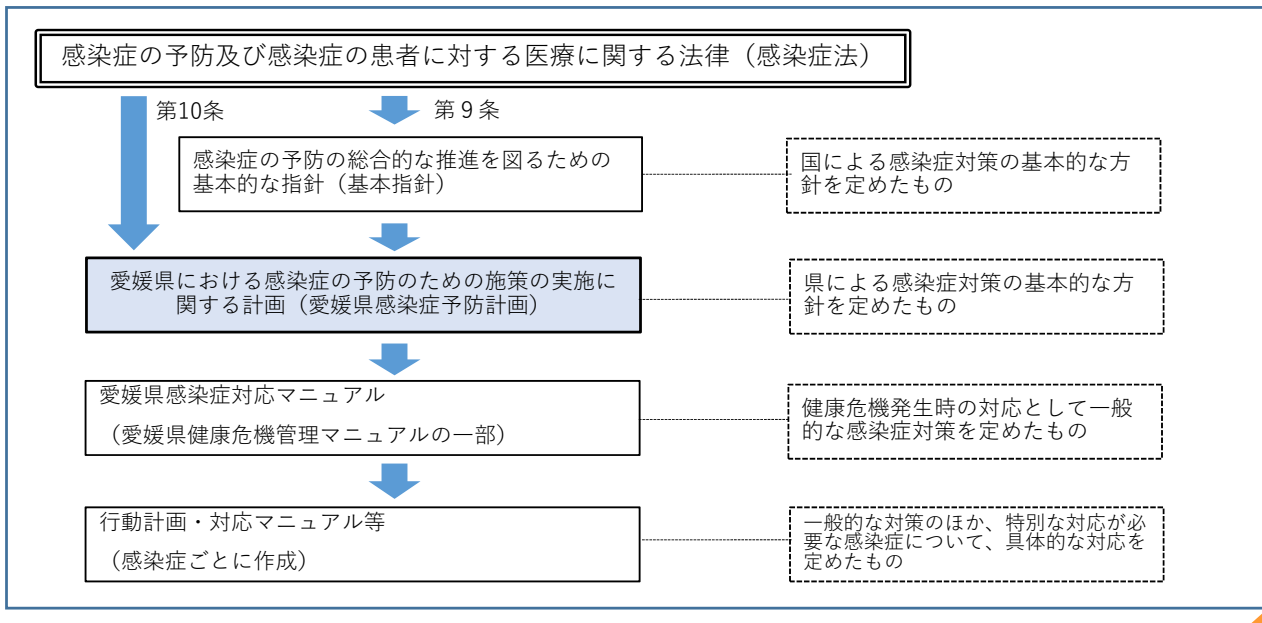 感染症の予防及び感染症の患者に対する医療に関する法律（感染症法）
第10条
第９条
感染症の予防の総合的な推進を図るための
基本的な指針（基本指針）
国による感染症対策の基本的な方
針を定めたもの
愛媛県における感染症の予防のための施策の実施に
関する計画（愛媛県感染症予防計画）
県による感染症対策の基本的な方
針を定めたもの
愛媛県感染症対応マニュアル
（愛媛県健康危機管理マニュアルの一部）
健康危機発生時の対応として一般
的な感染症対策を定めたもの
行動計画・対応マニュアル等
（感染症ごとに作成）
一般的な対策のほか、特別な対応が必
要な感染症について、具体的な対応を
定めたもの